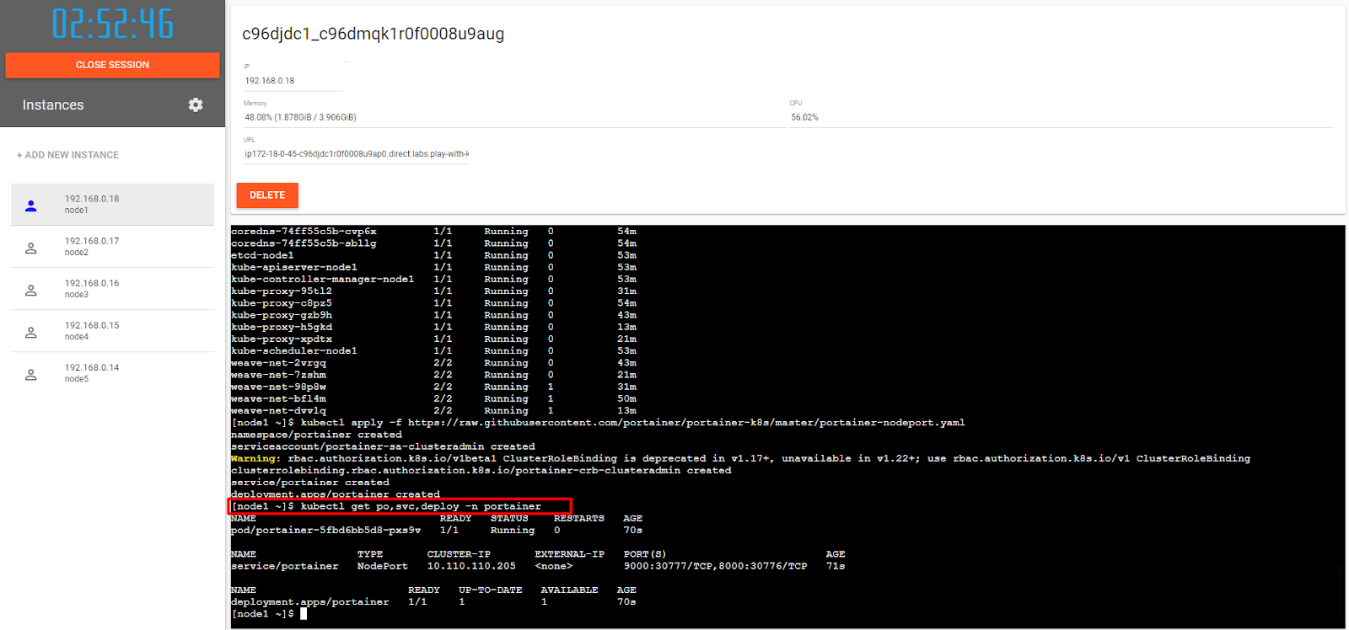 02:52:46
CLOSE SESSION
Instances
+ ADD NEW INSTANCE
192.168.0.18
node1
192.168.0.17
node2
192.168.0.16
node3
192.168.0.15
node4
192.168.0.14
node5
c96djdc1_c96dmqk1r0f0008u9aug
IP
192.168.0.18
Memory CPU
48.08% (1.878GiB / 3.906GiB) 56.02%
URL
ip172-18-0-45-c96djdc1r0f0008u9ap0.direct.labs.play-with-k
DELETE
coredns-74ff55c5b-cvp6x 1/1 Running 0 54m
coredns-74ff55c5b-sbllg 1/1 Running 0 54m
etcd-node1 1/1 Running 0 53m
kube-apiserver-node1 1/1 Running 0 53m
kube-controller-manager-node1 1/1 Running 0 53m
kube-proxy-95tl2 1/1 Running 0 31m
kube-proxy-c8pz5 1/1 Running 0 54m
kube-proxy-gzb9h 1/1 Running 0 43m
kube-proxy-h5gkd 1/1 Running 0 13m
kube-proxy-xpdtx 1/1 Running 0 21m
kube-scheduler-node1 1/1 Running 0 53m
weave-net-2vrgq 2/2 Running 0 43m
weave-net-7zshm 2/2 Running 0 21m
weave-net-98p8w 2/2 Running 1 31m
weave-net-bfl4m 2/2 Running 1 50m
weave-net-dvvlq 2/2 Running 1 13m
[node1 ~]$ kubectl apply -f https://raw.githubusercontent.com/portainer/portainer-k8s/master/portainer-nodeport.yaml
namespace/portainer created
serviceaccount/portainer-sa-clusteradmin created
Warning: rbac.authorization.k8s.io/v1beta1 ClusterRoleBinding is deprecated in v1.17+, unavailable in v1.22+; use rbac.authorization.k8s.io/v1 ClusterRoleBinding
clusterrolebinding.rbac.authorization.k8s.io/portainer-crb-clusteradmin created
service/portainer created
deployment.apps/portainer created
[node1 ~]$ kubectl get po,svc,deploy -n portainer
NAME READY STATUS RESTARTS AGE
pod/portainer-5fbd6bb5d8-pxs9v 1/1 Running 0 70s
NAME TYPE CLUSTER-IP EXTERNAL-IP PORT(S) AGE
service/portainer NodePort 10.110.110.205 <none> 9000:30777/TCP,8000:30776/TCP 71s
NAME READY UP-TO-DATE AVAILABLE AGE
deployment.apps/portainer 1/1 1 1 70s
[node1 ~]$